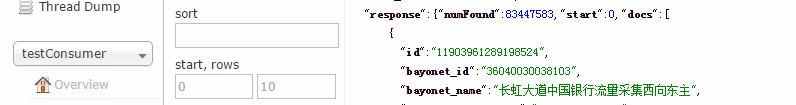 Thread Dump
testConsumer
Overview
sort
start, rows
0
10
"response":{"numFound":83447583,"start":0,"docs":[
{
"id":"11903961289198524",
"bayonet_id":"36040030038103",
"bayonet_name":"长虹大道中国银行流里采集西向东主",